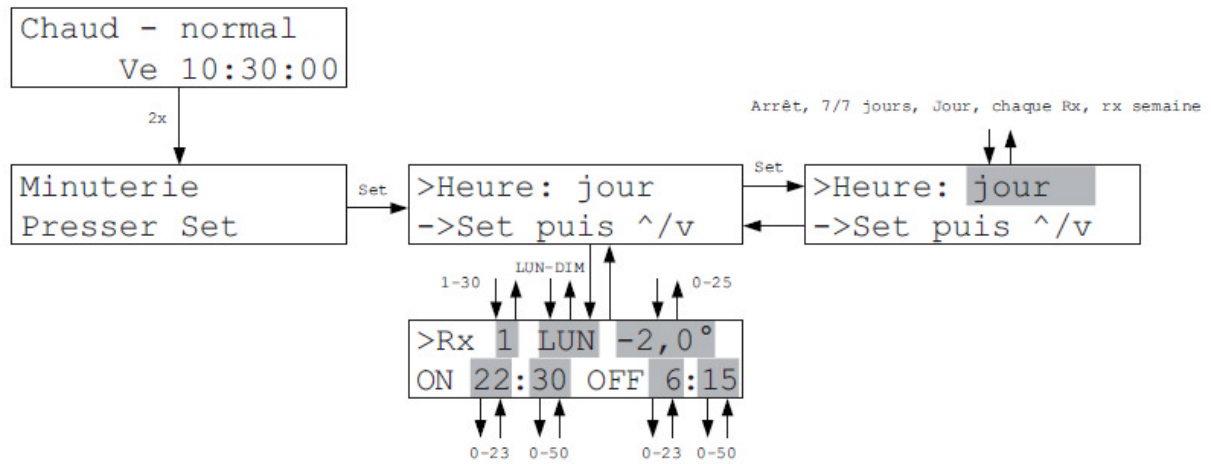 Chaud - normal
Ve 10:30:00
2x
Arrêt, 7/7 jours, Jour, chaque Rx, rx semaine
Minuterie
Presser Set
Set
>Heure: jour
->Set puis ^/v
Set
>Heure: jour
->Set puis ^/v
1-30
LUN-DIM
0-25
>Rx 1 LUN -2,0°
ON 22:30 OFF 6:15
0-23 0-50 0-23 0-50